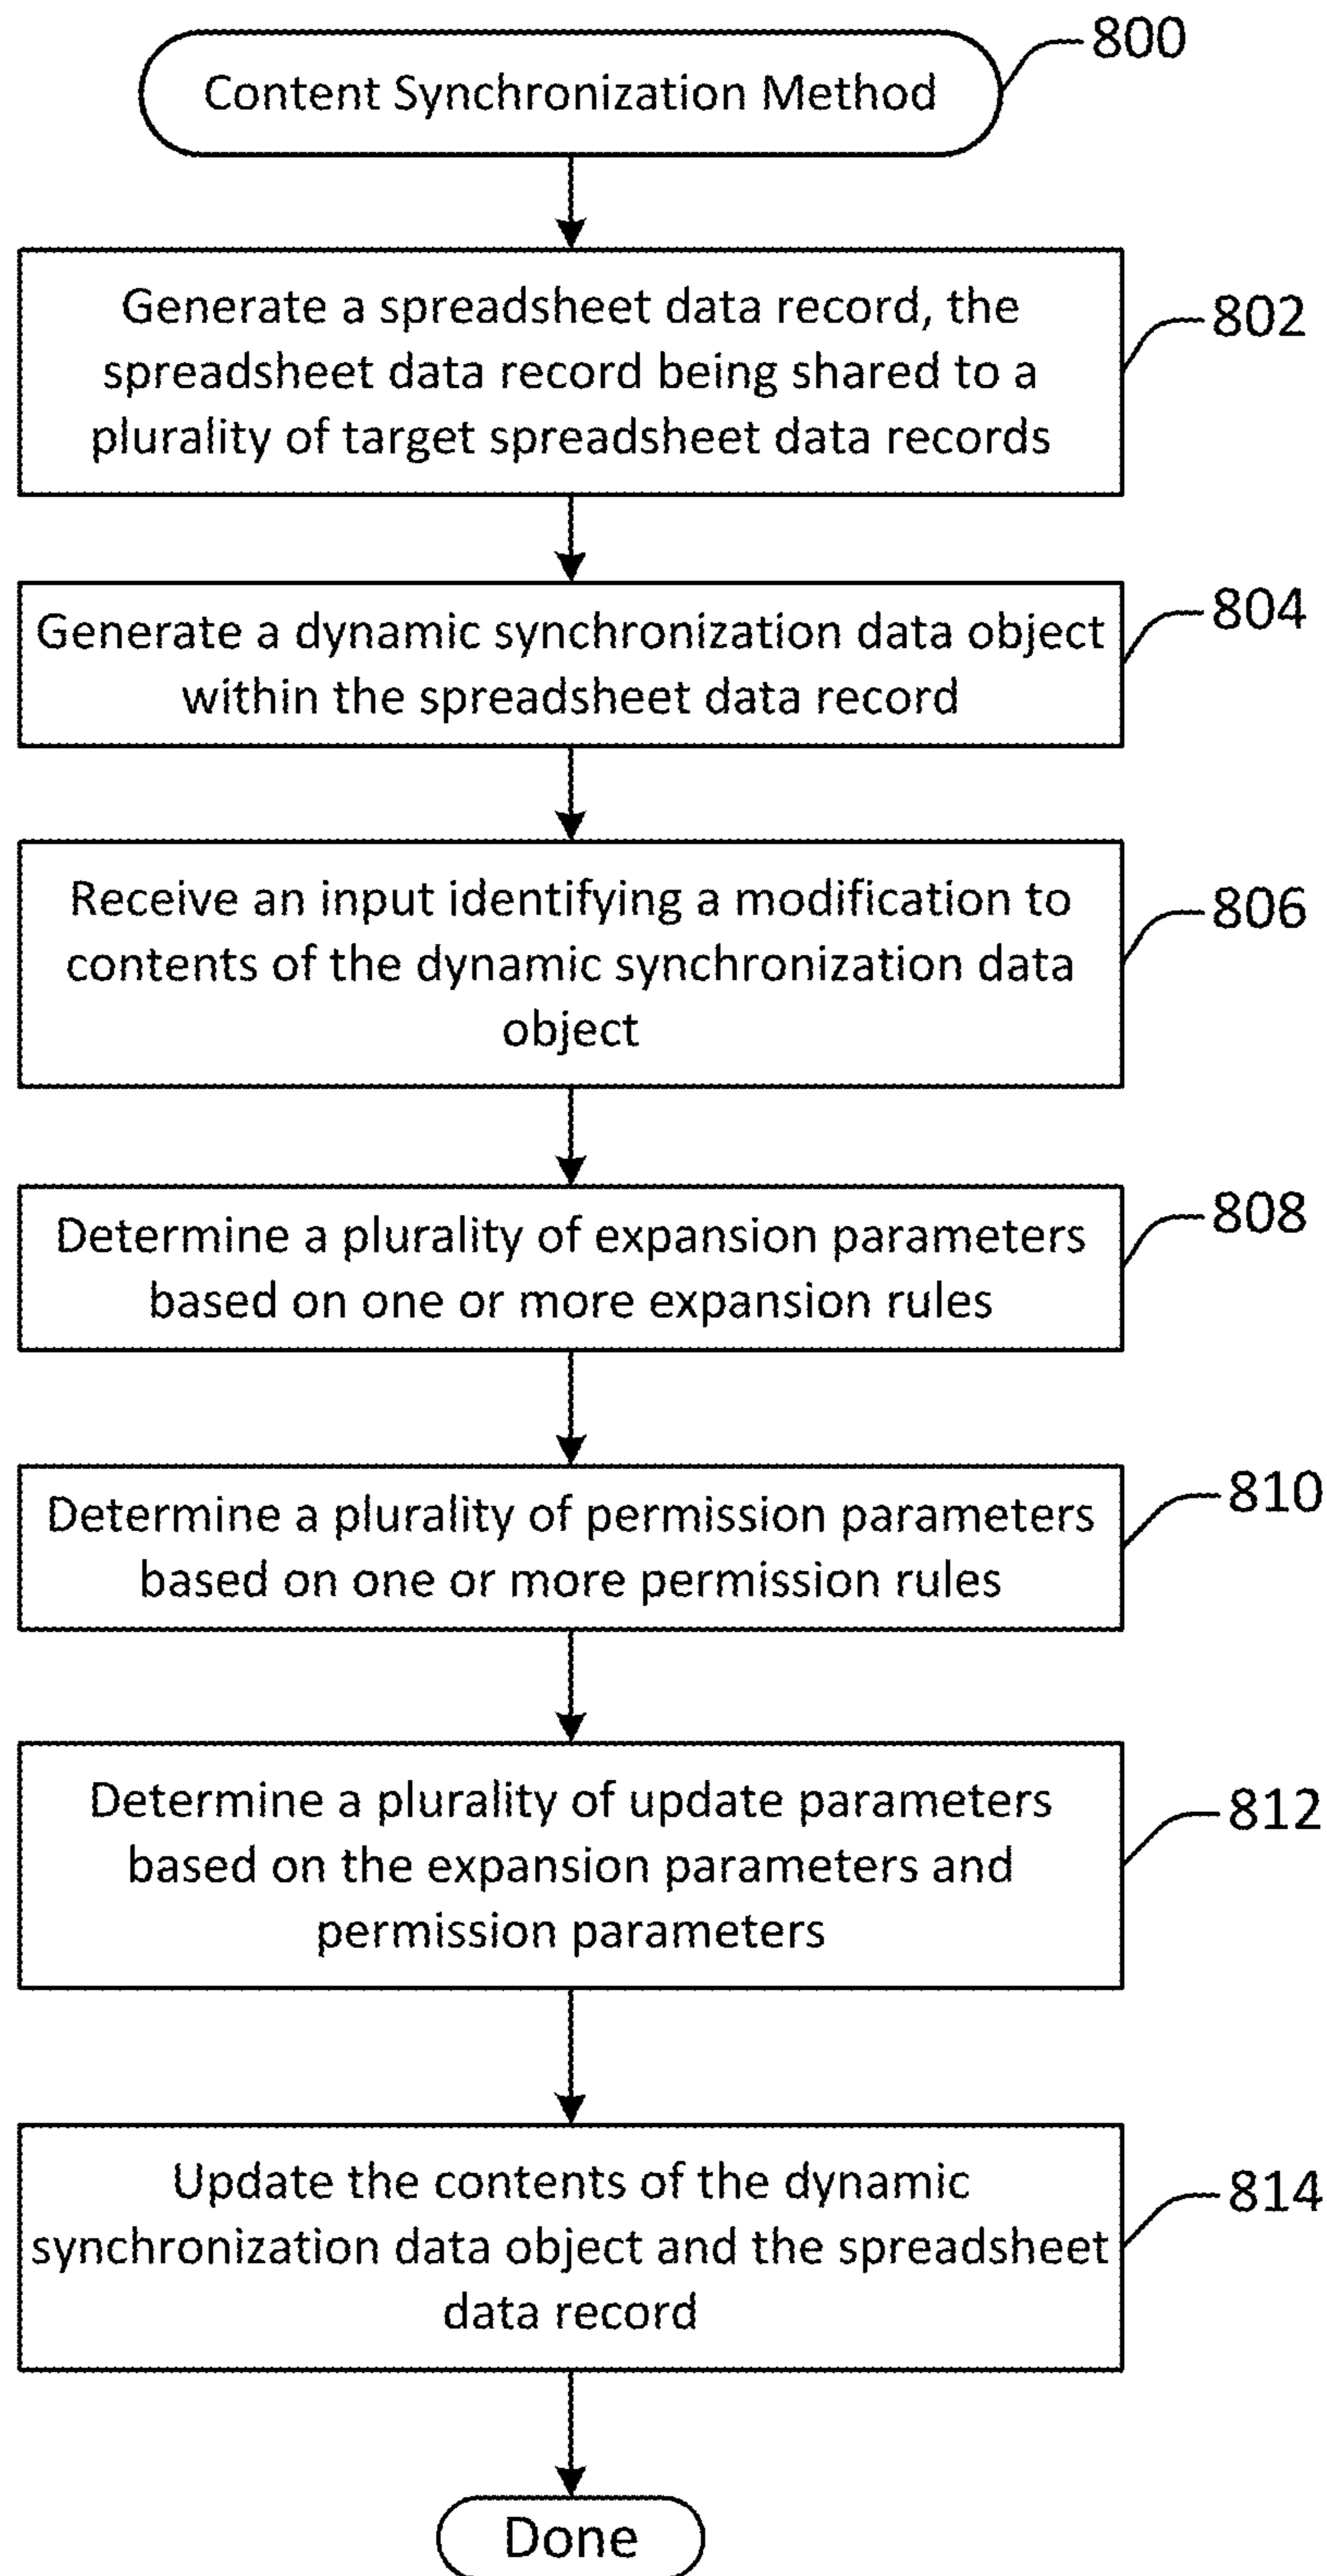 800
Content Synchronization Method
Generate a spreadsheet data record, the
spreadsheet data record being shared to a
plurality of target spreadsheet data records
802
Generate a dynamic synchronization data object
within the spreadsheet data record
804
Receive an input identifying a modification to
contents of the dynamic synchronization data
object
806
Determine a plurality of expansion parameters
based on one or more expansion rules
808
Determine a plurality of permission parameters
based on one or more permission rules
810
Determine a plurality of update parameters
based on the expansion parameters and
permission parameters
812
Update the contents of the dynamic
synchronization data object and the spreadsheet
data record
814
Done